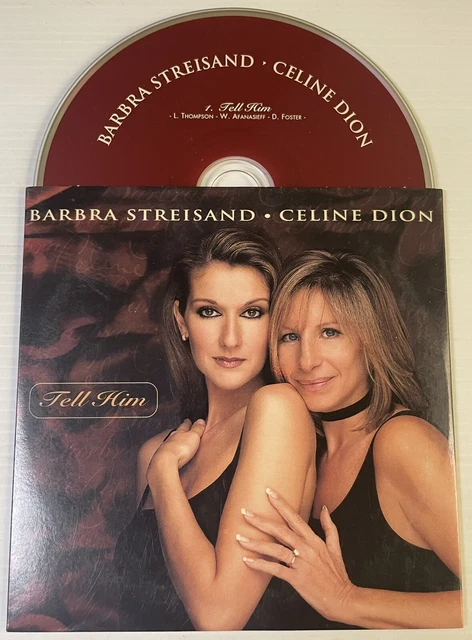 BARBRA STREISAND • CELINE DION
1. Tell Him
- L. THOMPSON - W. AFANASIEFF - D. FOSTER -
BARBRA STREISAND • CELINE DION
Tell Him